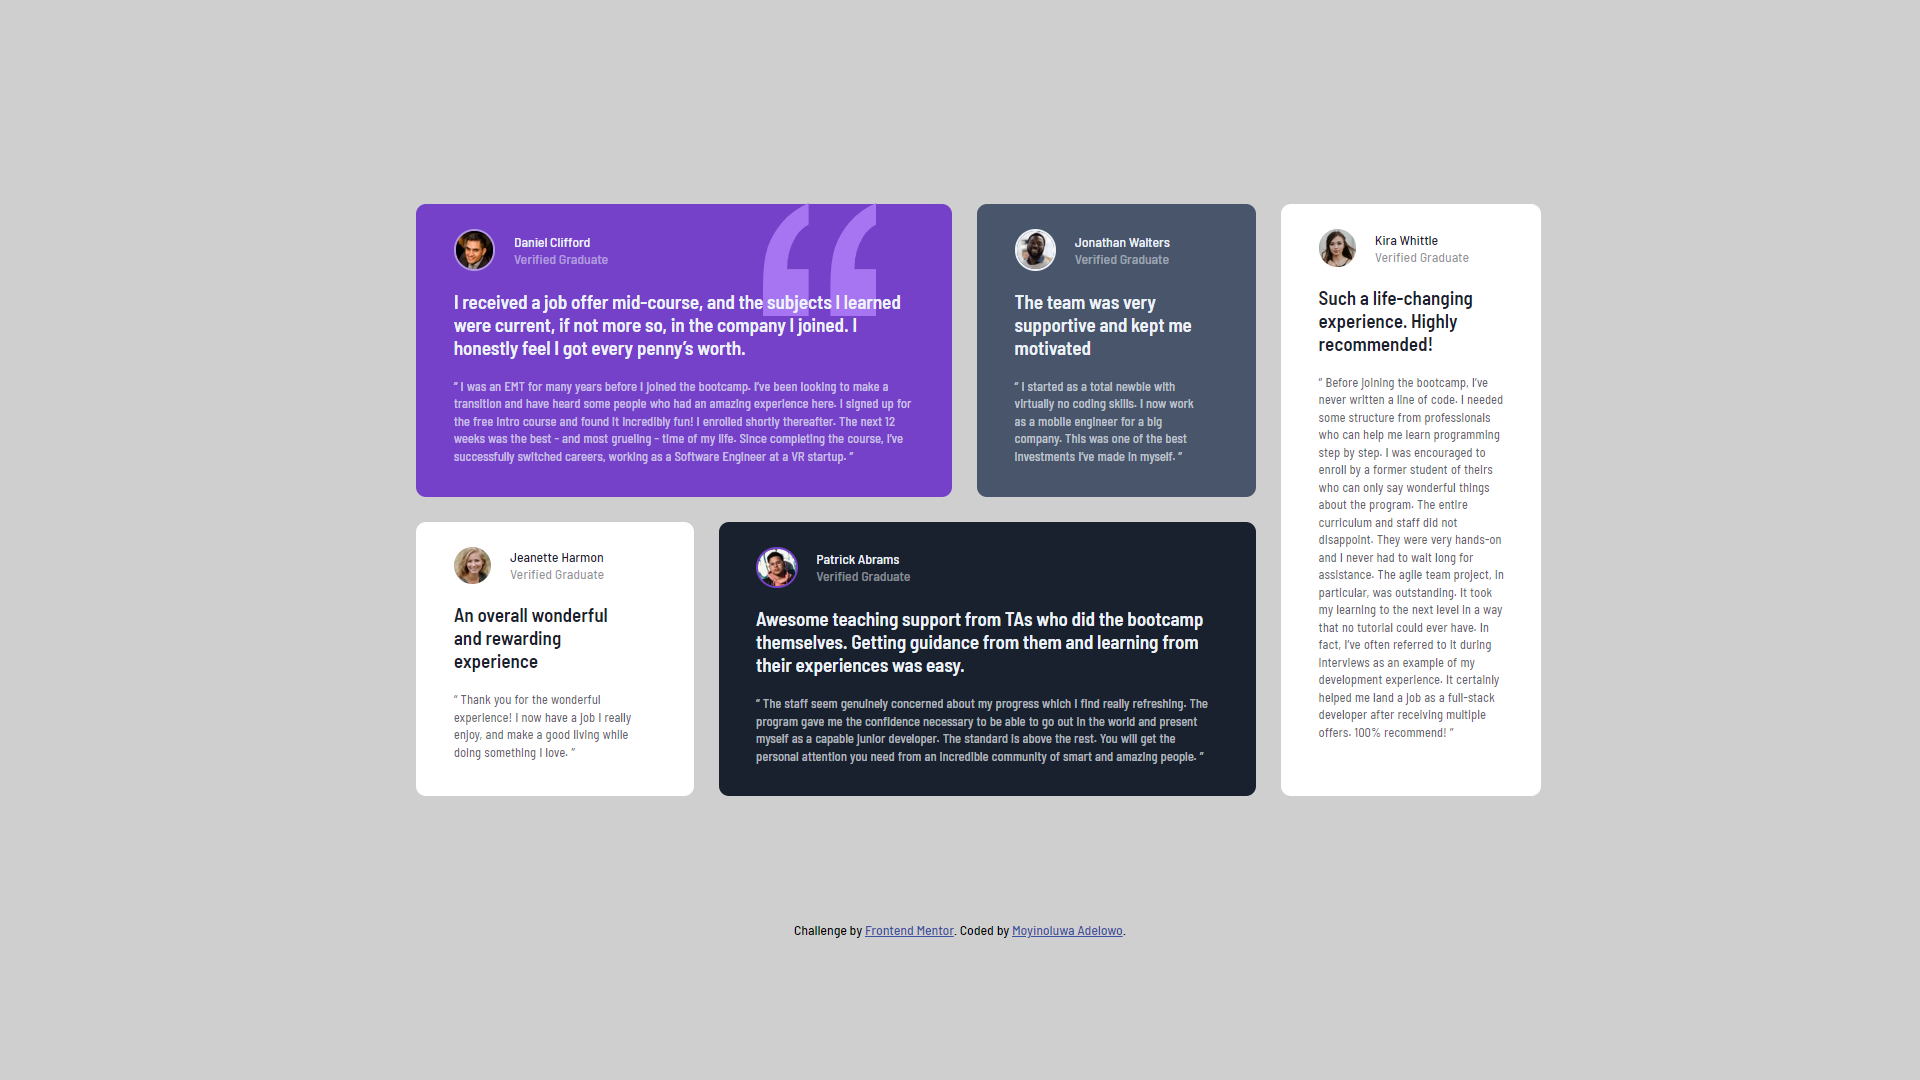 Daniel Clifford
Verified Graduate
I received a job offer mid-course, and the subjects I learned
were current, if not more so, in the company I joined. I
honestly feel I got every penny’s worth.
“ I was an EMT for many years before I joined the bootcamp. I’ve been looking to make a
transition and have heard some people who had an amazing experience here. I signed up for
the free intro course and found it incredibly fun! I enrolled shortly thereafter. The next 12
weeks was the best - and most grueling - time of my life. Since completing the course, I’ve
successfully switched careers, working as a Software Engineer at a VR startup. ”
Jonathan Walters
Verified Graduate
The team was very
supportive and kept me
motivated
“ I started as a total newbie with
virtually no coding skills. I now work
as a mobile engineer for a big
company. This was one of the best
investments I’ve made in myself. ”
Kira Whittle
Verified Graduate
Such a life-changing
experience. Highly
recommended!
“ Before joining the bootcamp, I’ve
never written a line of code. I needed
some structure from professionals
who can help me learn programming
step by step. I was encouraged to
enroll by a former student of theirs
who can only say wonderful things
about the program. The entire
curriculum and staff did not
disappoint. They were very hands-on
and I never had to wait long for
assistance. The agile team project, in
particular, was outstanding. It took
my learning to the next level in a way
that no tutorial could ever have. In
fact, I’ve often referred to it during
interviews as an example of my
development experience. It certainly
helped me land a job as a full-stack
developer after receiving multiple
offers. 100% recommend! ”
Jeanette Harmon
Verified Graduate
An overall wonderful
and rewarding
experience
“ Thank you for the wonderful
experience! I now have a job I really
enjoy, and make a good living while
doing something I love. ”
Patrick Abrams
Verified Graduate
Awesome teaching support from TAs who did the bootcamp
themselves. Getting guidance from them and learning from
their experiences was easy.
“ The staff seem genuinely concerned about my progress which I find really refreshing. The
program gave me the confidence necessary to be able to go out in the world and present
myself as a capable junior developer. The standard is above the rest. You will get the
personal attention you need from an incredible community of smart and amazing people. ”
Challenge by Frontend Mentor. Coded by Moyinoluwa Adelowo.